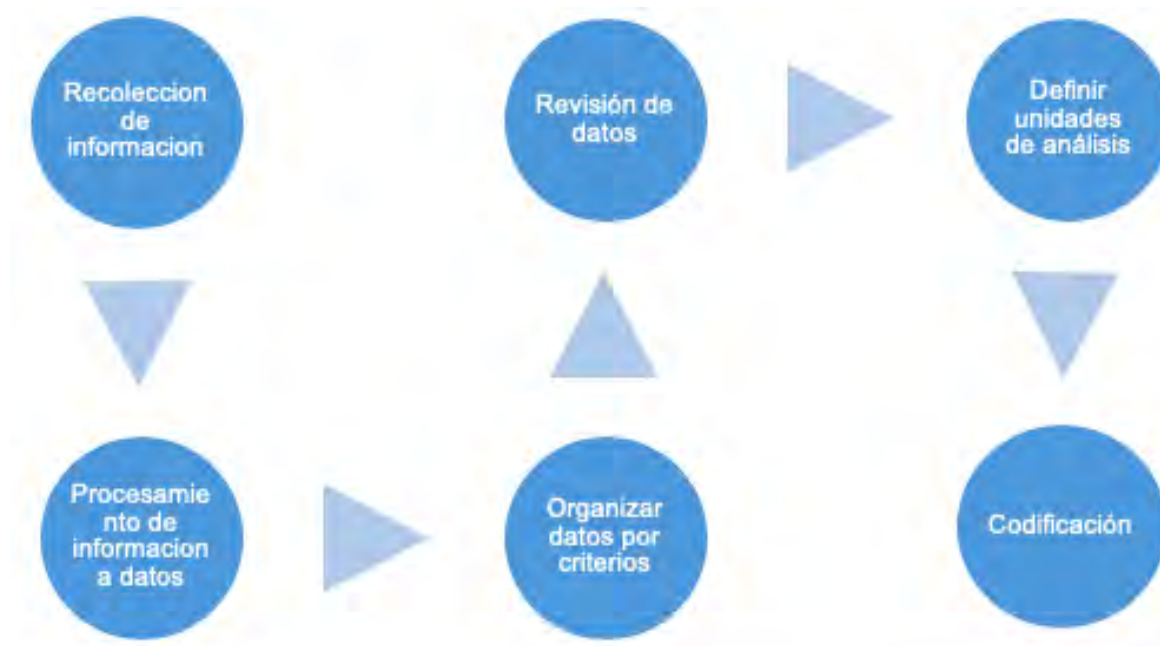 Recoleccion
de
informacion
Procesamie
nto de
informacion
a datos
Organizar
datos por
criterios
Revisión de
datos
Definir
unidades
de análisis
Codificación